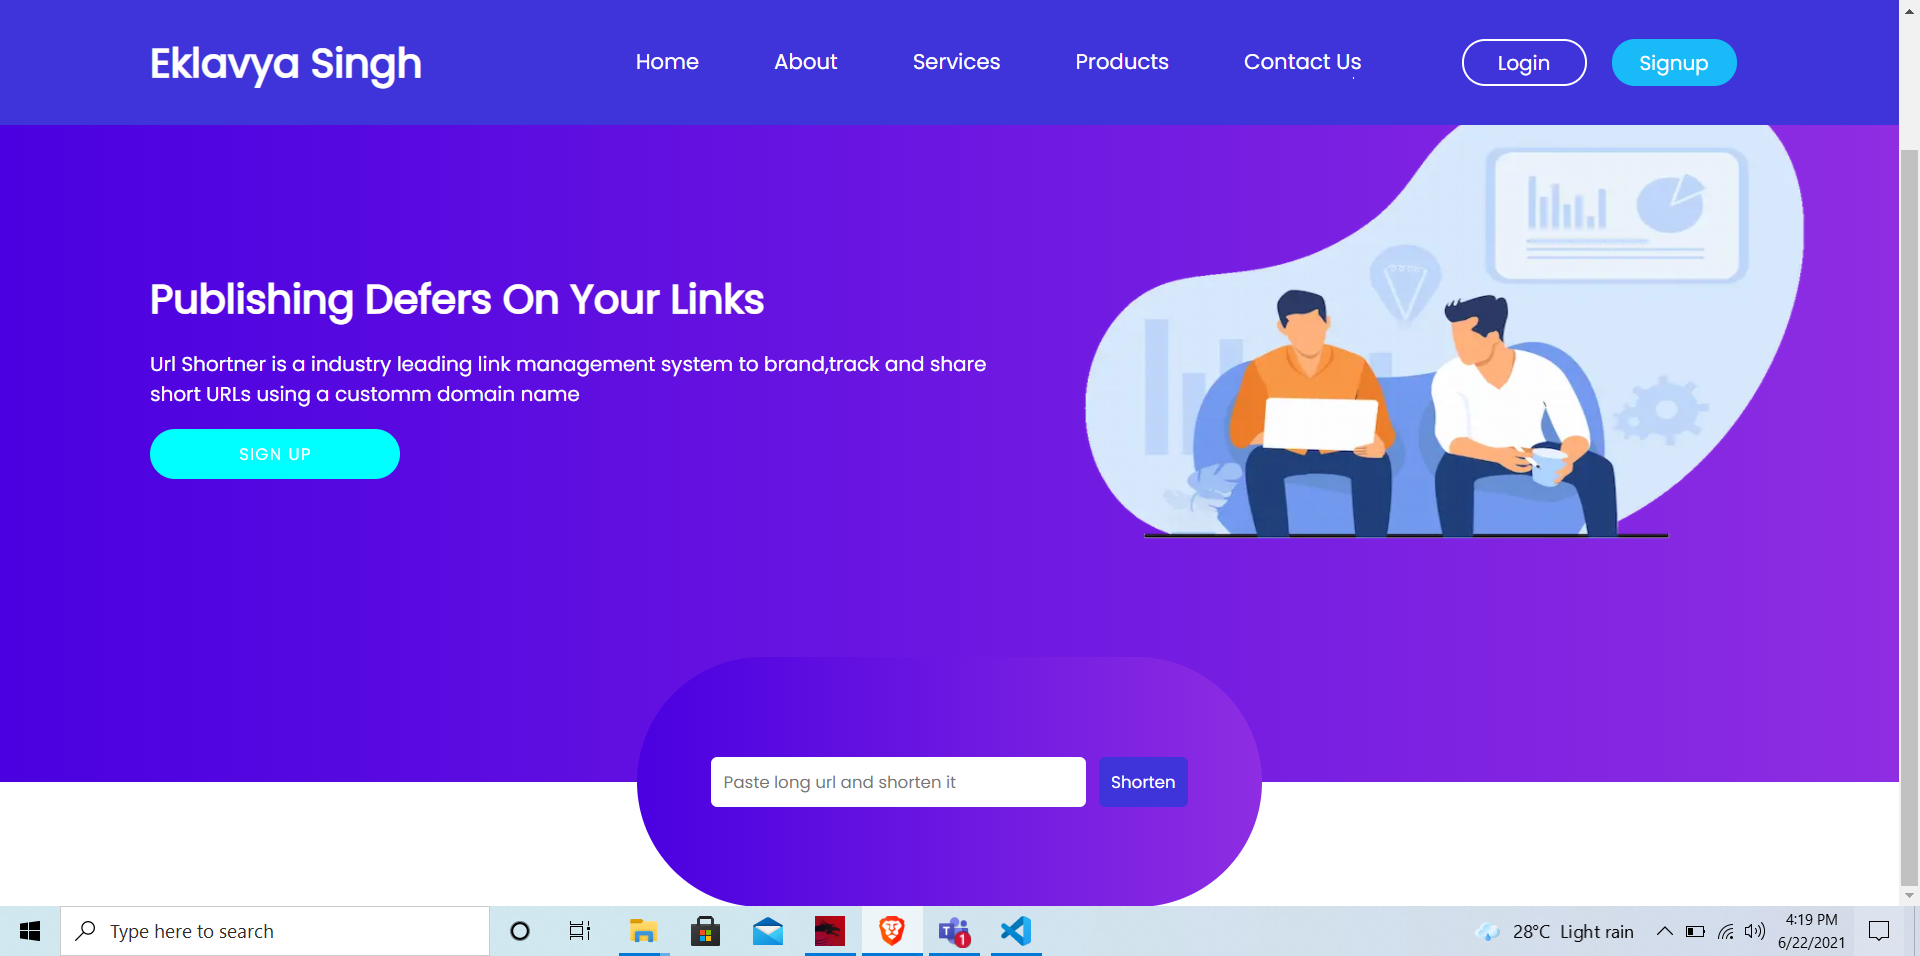 Eklavya Singh
Home
About
Services
Products
Contact Us
Login
Signup
Publishing Defers On Your Links
Url Shortner is a industry leading link management system to brand,track and share
short URLs using a customm domain name
SIGN UP
Paste long url and shorten it
Shorten
Type here to search
1
28°C Light rain
4:19 PM
6/22/2021